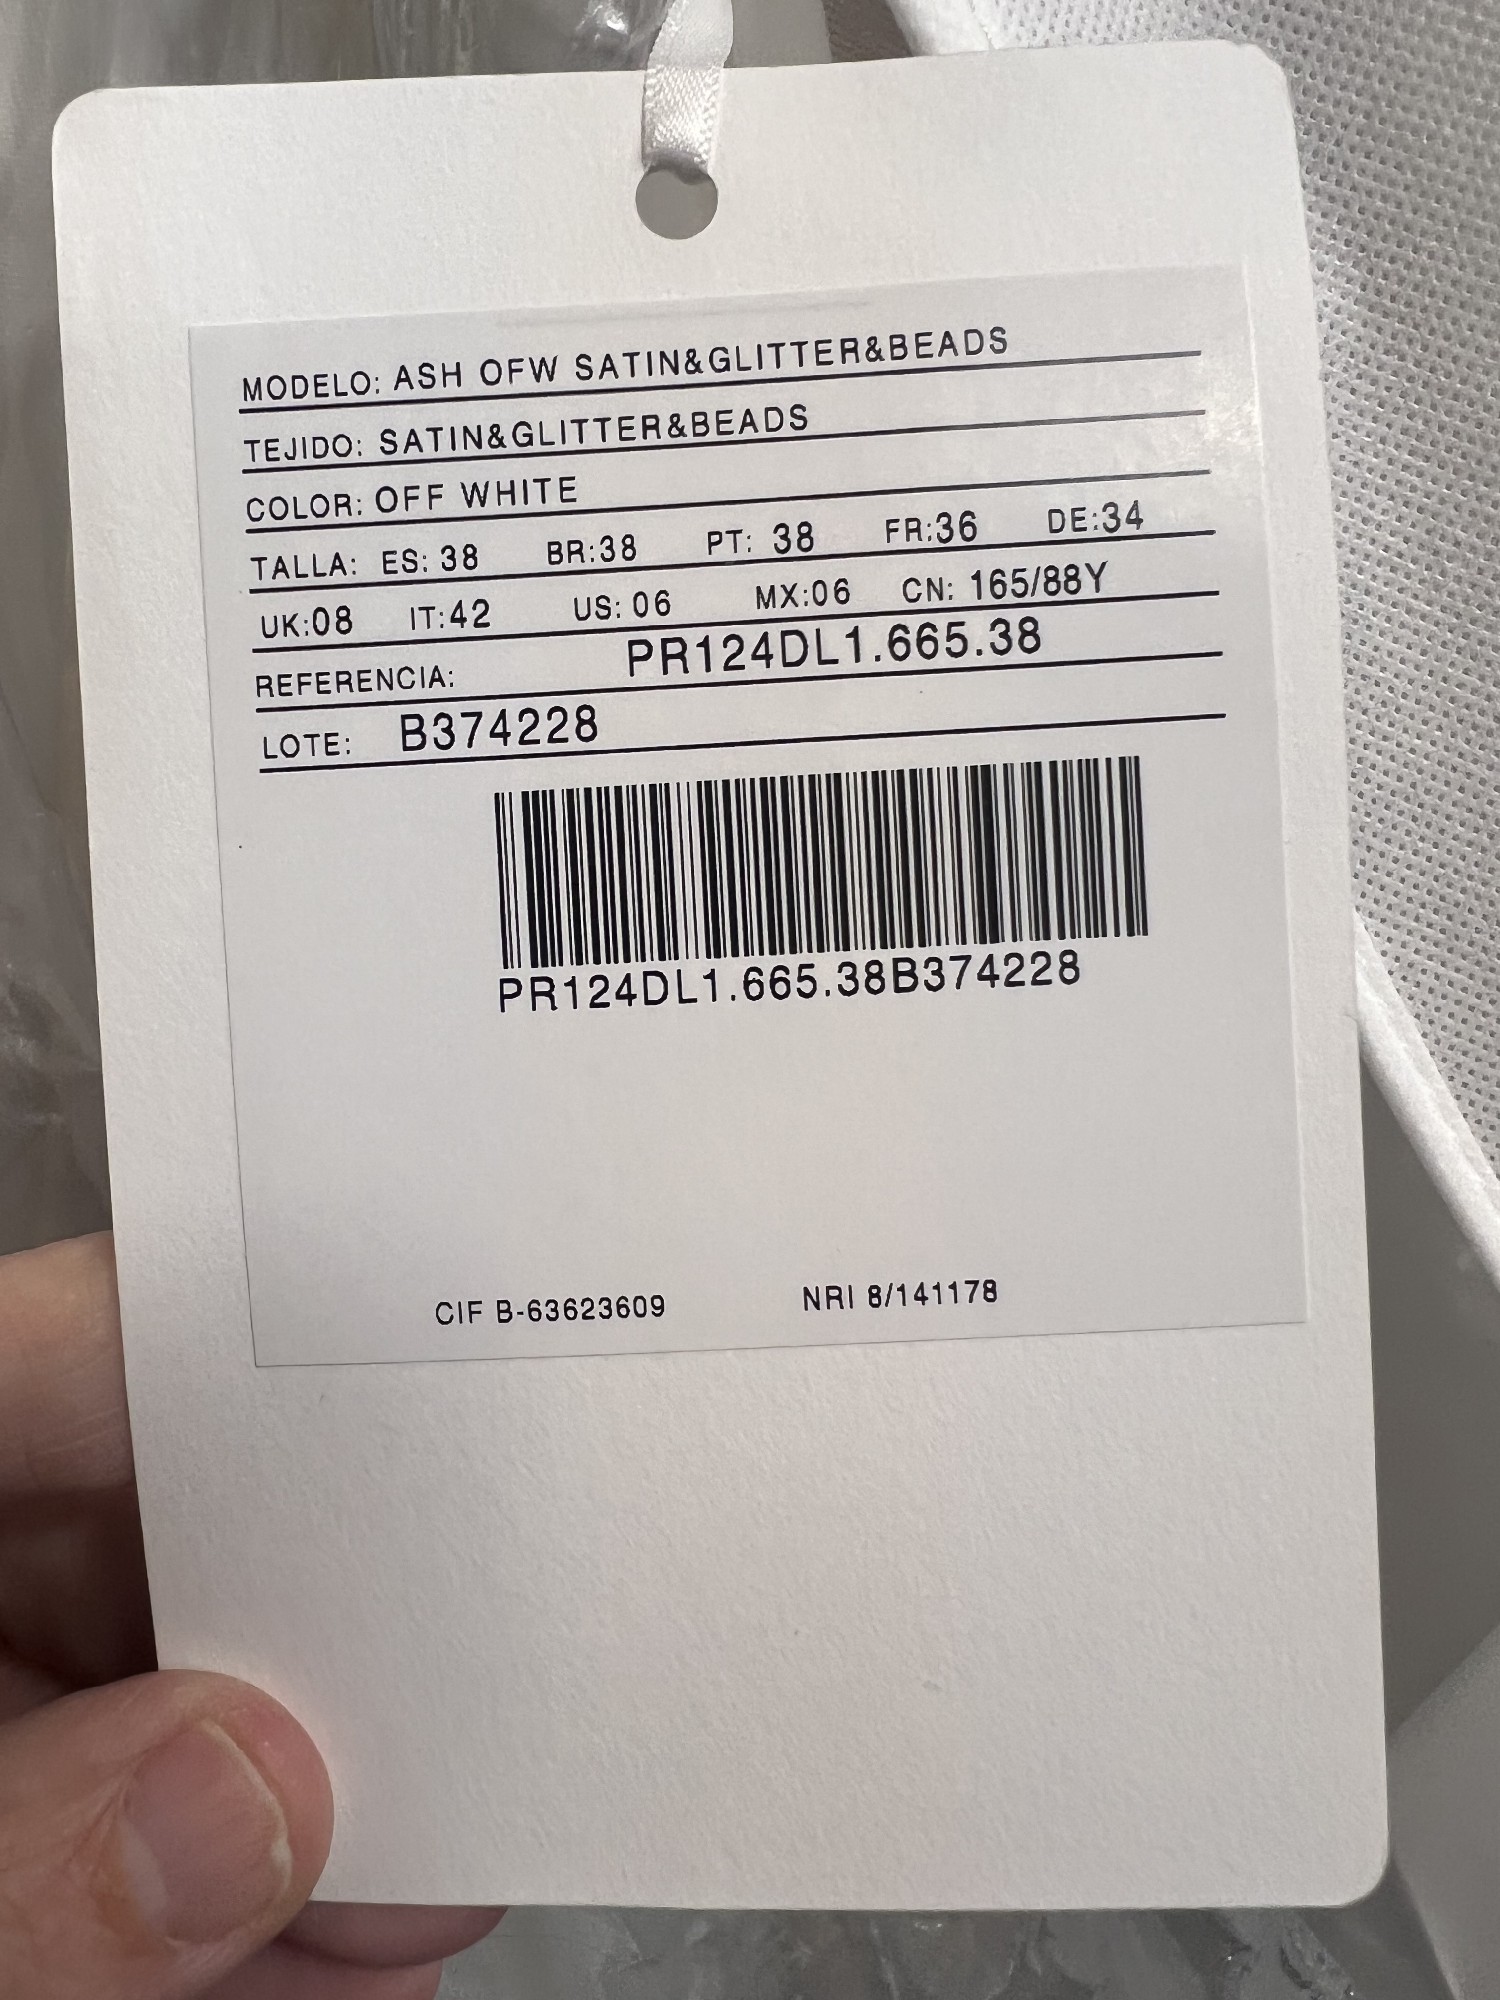 MODELO: ASH OFW SATIN&GLITTER&BEADS
TEJIDO: SATIN&GLITTER&BEADS
COLOR: OFF WHITE
TALLA: ES: 38 BR:38 PT: 38 FR:36 DE:34
UK:08 IT:42 US: 06 MX:06 CN: 165/88Y
REFERENCIA: PR124DL1.665.38
LOTE: B374228
PR124DL1.665.38B374228
CIF B-63623609 NRI 8/141178